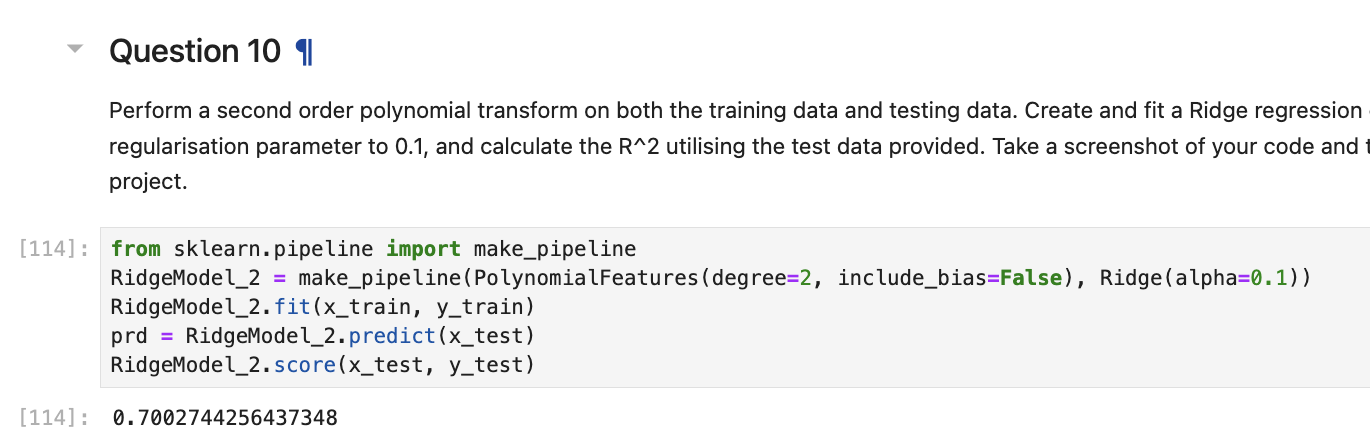 Question 10 ¶
Perform a second order polynomial transform on both the training data and testing data. Create and fit a Ridge regression
regularisation parameter to 0.1, and calculate the R^2 utilising the test data provided. Take a screenshot of your code and
project.
[114]: from sklearn.pipeline import make_pipeline
RidgeModel_2 = make_pipeline(PolynomialFeatures(degree=2, include_bias=False), Ridge(alpha=0.1))
RidgeModel_2.fit(x_train, y_train)
prd = RidgeModel_2.predict(x_test)
RidgeModel_2.score(x_test, y_test)
[114]: 0.7002744256437348